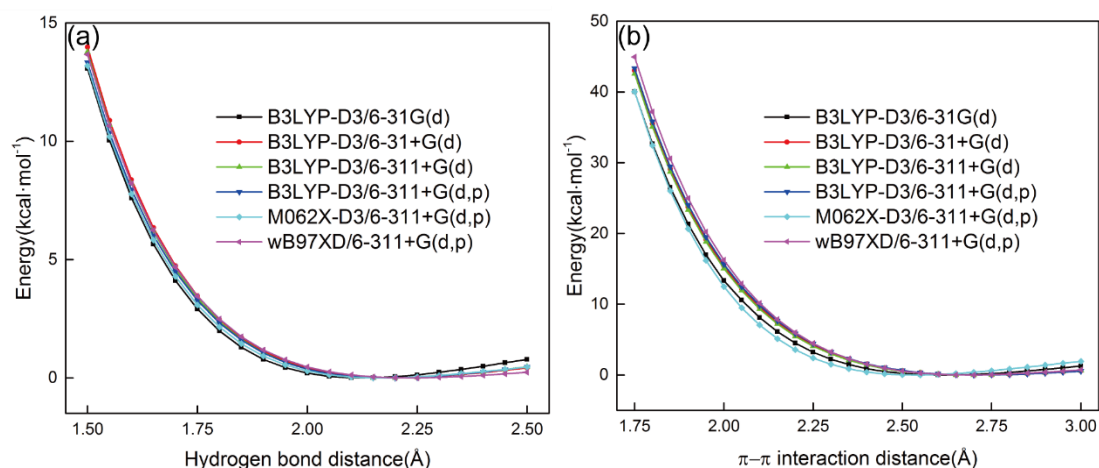 (a)
15
10
5
0
Energy(kcal·mol⁻¹)
B3LYP-D3/6-31G(d)
B3LYP-D3/6-31+G(d)
B3LYP-D3/6-311+G(d)
B3LYP-D3/6-311+G(d,p)
M062X-D3/6-311+G(d,p)
wB97XD/6-311+G(d,p)
1.50 1.75 2.00 2.25 2.50
Hydrogen bond distance(Å)
(b)
50
40
30
20
10
0
Energy(kcal·mol⁻¹)
B3LYP-D3/6-31G(d)
B3LYP-D3/6-31+G(d)
B3LYP-D3/6-311+G(d)
B3LYP-D3/6-311+G(d,p)
M062X-D3/6-311+G(d,p)
wB97XD/6-311+G(d,p)
1.75 2.00 2.25 2.50 2.75 3.00
π−π interaction distance(Å)